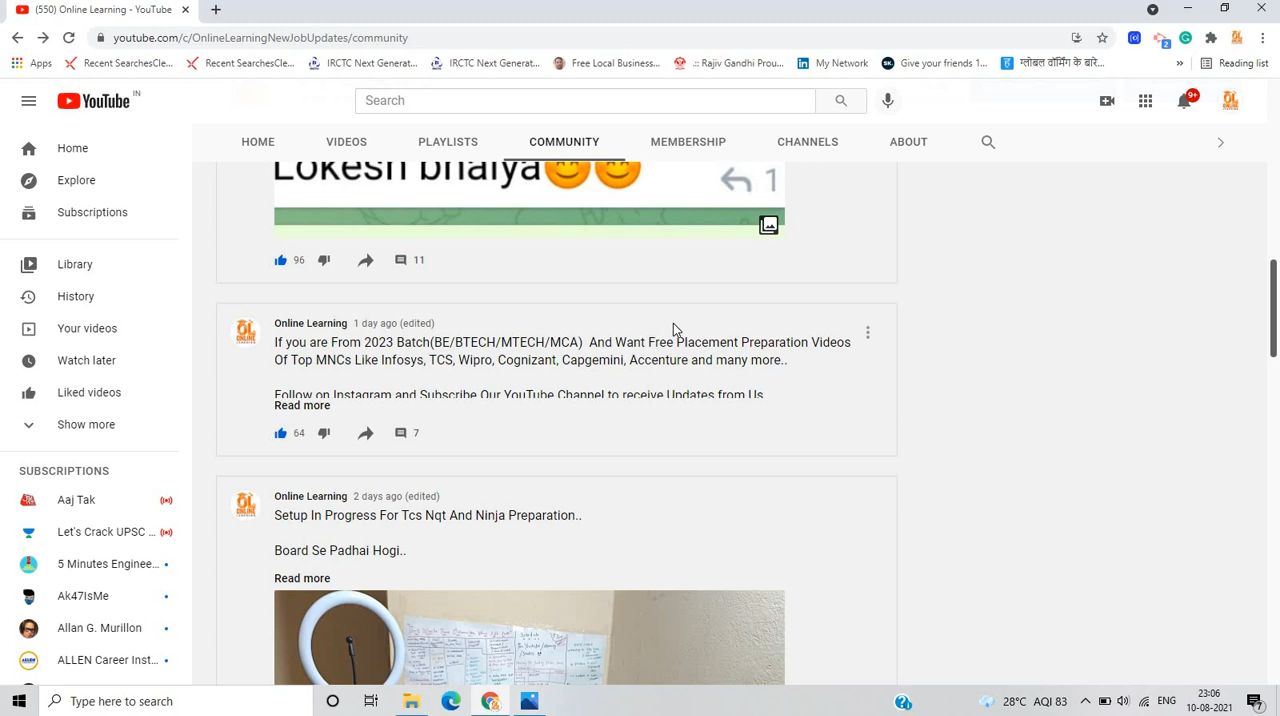 (550) Online Learning - YouTube
youtube.com/c/OnlineLearningNewJobUpdates/community
2
Apps
Recent SearchesCle...
Recent SearchesCle...
IRCTC Next Generat...
IRCTC Next Generat...
Free Local Business...
.:: Rajiv Gandhi Prou...
My Network
SK.
Give your friends 1...
ग्लोबल वॉर्मिंग के बारे...
»
Reading list
YouTube IN
Search
9+
HOME
VIDEOS
PLAYLISTS
COMMUNITY
MEMBERSHIP
CHANNELS
ABOUT
Home
Explore
Subscriptions
Library
History
Your videos
Watch later
Liked videos
Show more
SUBSCRIPTIONS
Aaj Tak
Let's Crack UPSC ...
5 Minutes Enginee...
Ak47IsMe
Allan G. Murillon
ALLEN Career Inst...
Lokesh bhaiya😊😊
1
96
11
Online Learning 1 day ago (edited)
If you are From 2023 Batch(BE/BTECH/MTECH/MCA) And Want Free Placement Preparation Videos
Of Top MNCs Like Infosys, TCS, Wipro, Cognizant, Capgemini, Accenture and many more..
Follow on Instagram and Subscribe Our YouTube Channel to receive Updates from Us
Read more
64
7
Online Learning 2 days ago (edited)
Setup In Progress For Tcs Nqt And Ninja Preparation..
Board Se Padhai Hogi..
Read more
Type here to search
28°C AQI 83
ENG
23:06
10-08-2021
7